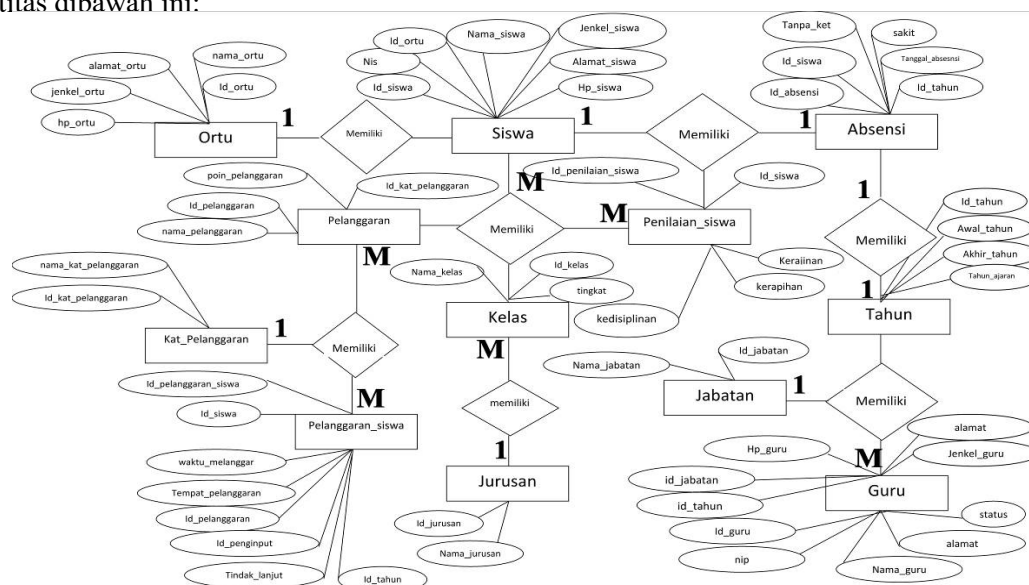 titas dibawah ini:
nama_ortu
alamat_ortu
Id_ortu
jenkel_ortu
hp_ortu
Ortu
1
Memiliki
Id_ortu
Nama_siswa
Jenkel_siswa
Nis
Alamat_siswa
Id_siswa
Hp_siswa
Siswa
1
Memiliki
1
Tanpa_ket
sakit
Id_siswa
Tanggal_absesnsi
Id_absensi
Id_tahun
Absensi
poin_pelanggaran
Id_kat_pelanggaran
Id_pelanggaran
nama_pelanggaran
Pelanggaran
M
M
Memiliki
M
Id_penilaian_siswa
Id_siswa
Penilaian_siswa
Kerajinan
kerapihan
kedisiplinan
1
Memiliki
1
Id_tahun
Awal_tahun
Akhir_tahun
Tahun_ajaran
Tahun
nama_kat_pelanggaran
Id_kat_pelanggaran
Kat_Pelanggaran
1
Memiliki
M
Nama_kelas
Id_kelas
tingkat
Kelas
M
memiliki
1
Jurusan
Id_jurusan
Nama_jurusan
Id_jabatan
Nama_jabatan
Jabatan
1
Memiliki
M
Id_pelanggaran_siswa
Id_siswa
Pelanggaran_siswa
waktu_melanggar
Tempat_pelanggaran
Id_pelanggaran
Id_penginput
Tindak_lanjut
Id_tahun
alamat
Hp_guru
Jenkel_guru
id_jabatan
Guru
id_tahun
status
Id_guru
alamat
nip
Nama_guru